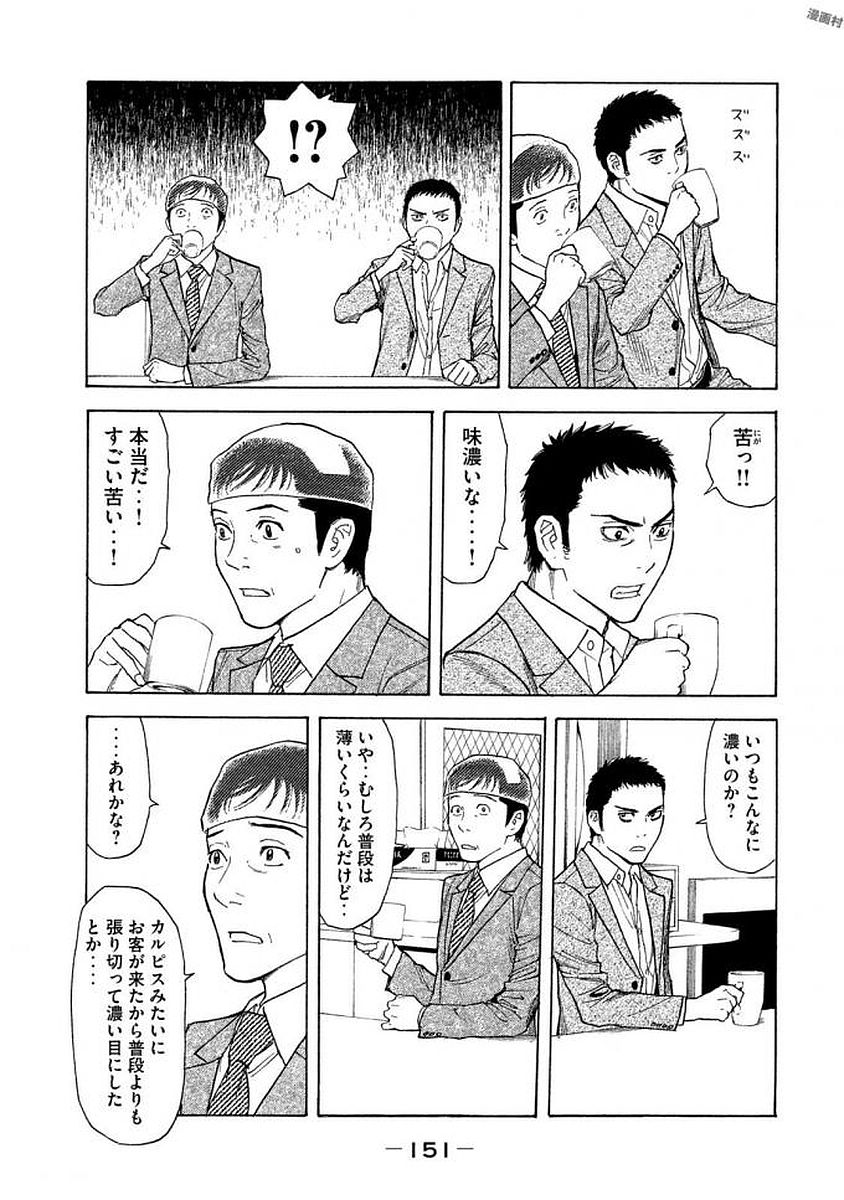 漫画村
ズズズ
!?
苦っ!!
にが
味濃いな‥‥!
本当だ‥!
すごい苦い‥!
いつもこんなに
濃いのか?
いや‥むしろ普段は
薄いくらいなんだけど‥
‥‥あれかな?
カルピスみたいに
お客が来たから普段よりも
張り切って濃い目にした
とか‥‥
—151—